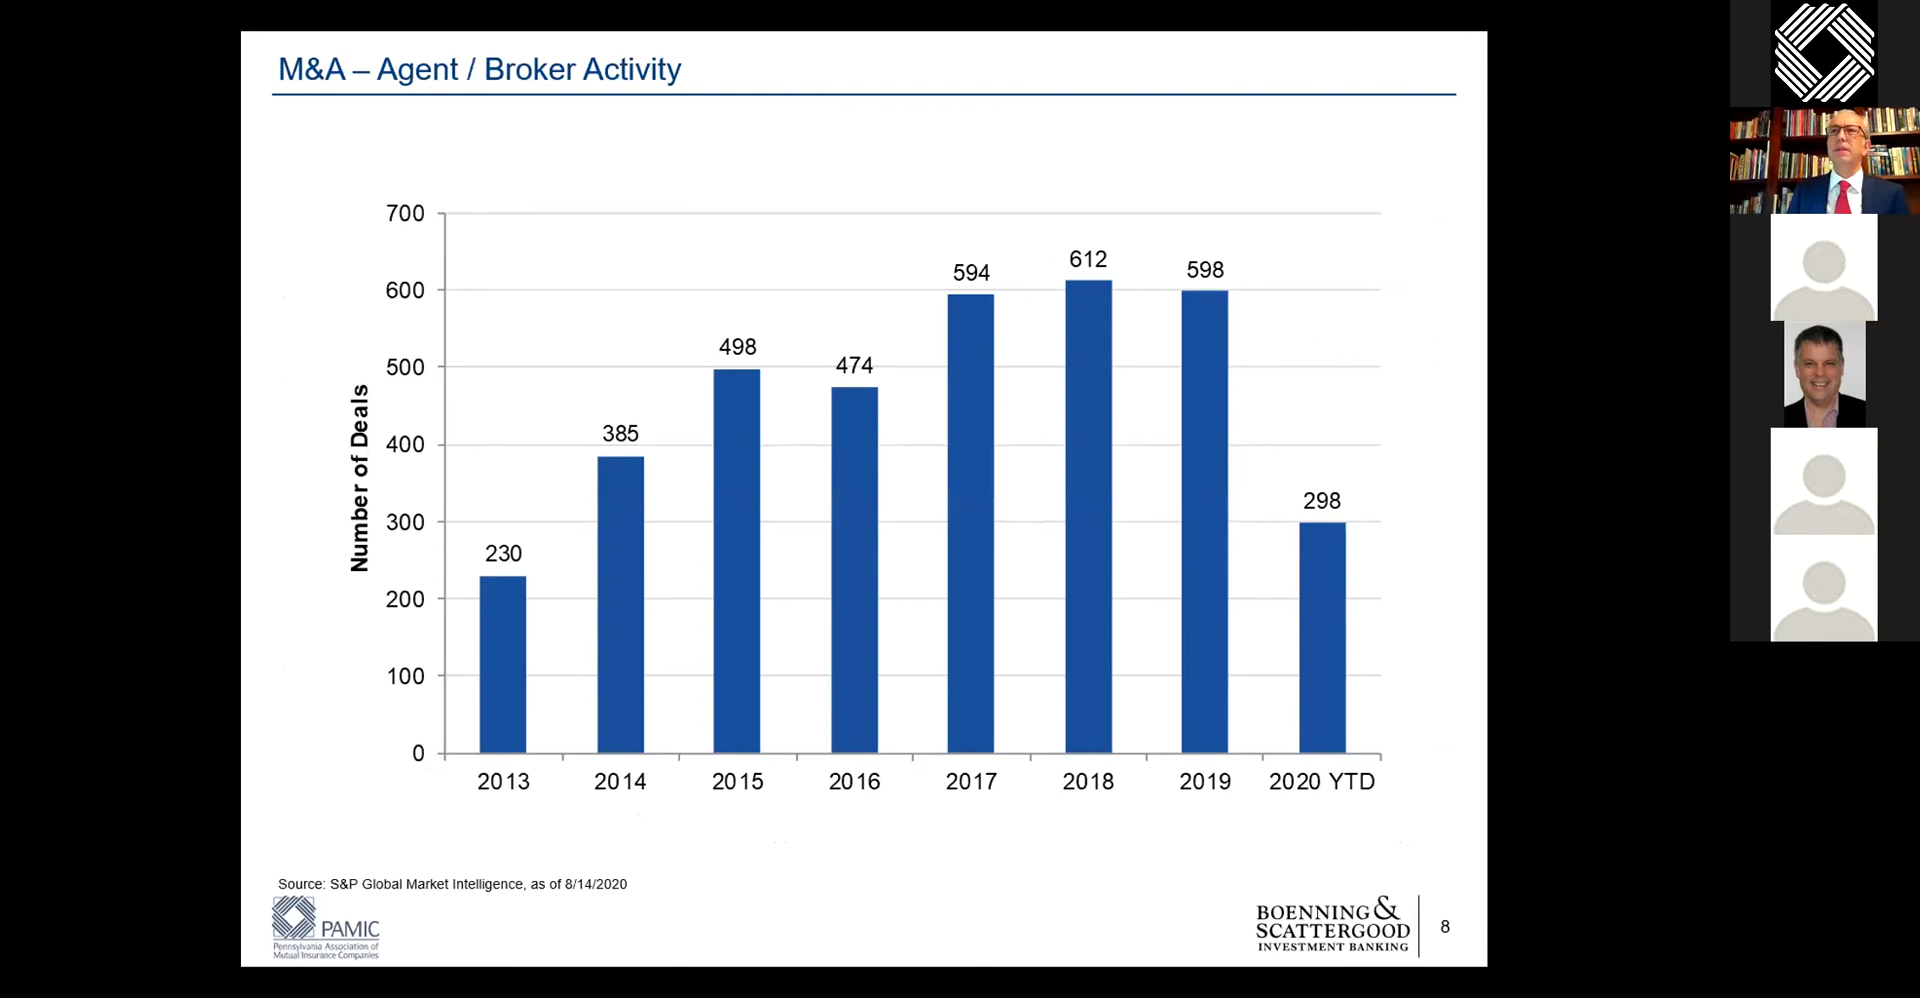 M&A – Agent / Broker Activity
Number of Deals
700
600
500
400
300
200
100
0
230
385
498
474
594
612
598
298
2013 2014 2015 2016 2017 2018 2019 2020 YTD
Source: S&P Global Market Intelligence, as of 8/14/2020
PAMIC
Pennsylvania Association of
Mutual Insurance Companies
BOENNING &
SCATTERGOOD
INVESTMENT BANKING
8